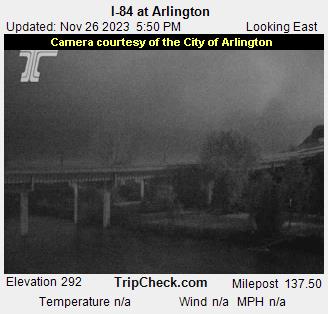 I-84 at Arlington
Updated: Nov 26 2023 5:50 PM Looking East
Camera courtesy of the City of Arlington
Elevation 292 TripCheck.com Milepost 137.50
Temperature n/a Wind n/a MPH n/a